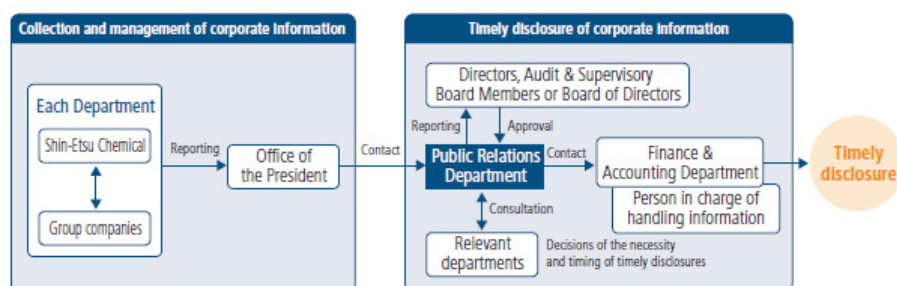 Collection and management of corporate information
Each Department
Shin-Etsu Chemical
Group companies
Reporting
Office of
the President
Contact
Timely disclosure of corporate information
Directors, Audit & Supervisory
Board Members or Board of Directors
Reporting
Approval
Public Relations
Department
Contact
Finance &
Accounting Department
Person in charge of
handling information
Consultation
Relevant
departments
Decisions of the necessity
and timing of timely disclosures
Timely
disclosure